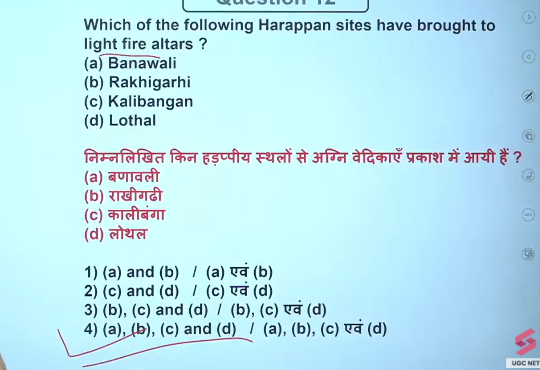 Question 12
Which of the following Harappan sites have brought to
light fire altars ?
(a) Banawali
(b) Rakhigarhi
(c) Kalibangan
(d) Lothal
निम्नलिखित किन हड़प्पीय स्थलों से अग्नि वेदिकाएँ प्रकाश में आयी हैं ?
(a) बणावली
(b) राखीगढी
(c) कालीबंगा
(d) लोथल
1) (a) and (b) / (a) एवं (b)
2) (c) and (d) / (c) एवं (d)
3) (b), (c) and (d) / (b), (c) एवं (d)
4) (a), (b), (c) and (d) / (a), (b), (c) एवं (d)
UGC NET